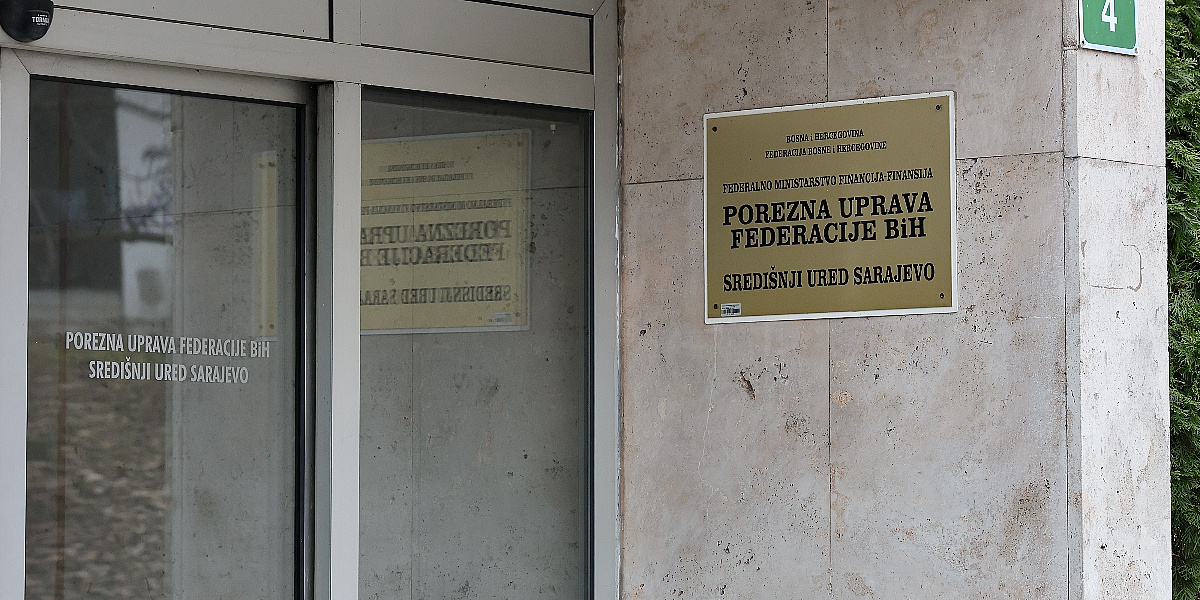 TORMAX
4
BOSNA i HERCEGOVINA
FEDERACIJA BOSNE i HERCEGOVINE
FEDERALNO MINISTARSTVO FINANCIJA-FINANSIJA
POREZNA UPRAVA
FEDERACIJE BiH
SREDIŠNJI URED SARAJEVO
POREZNA UPRAVA FEDERACIJE BiH
SREDIŠNJI URED SARAJEVO